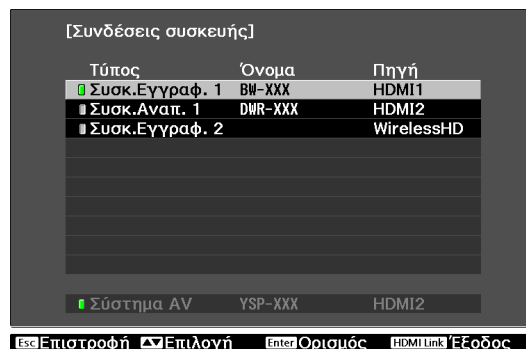 [Συνδέσεις συσκευής]
Τύπος Όνομα Πηγή
Συσκ.Εγγραφ. 1 BW-XXX HDMI1
Συσκ.Αναπ. 1 DWR-XXX HDMI2
Συσκ.Εγγραφ. 2 WirelessHD
Σύστημα AV YSP-XXX HDMI2
Esc Επιστροφή Επιλογή Enter Ορισμός HDMI Link Έξοδος